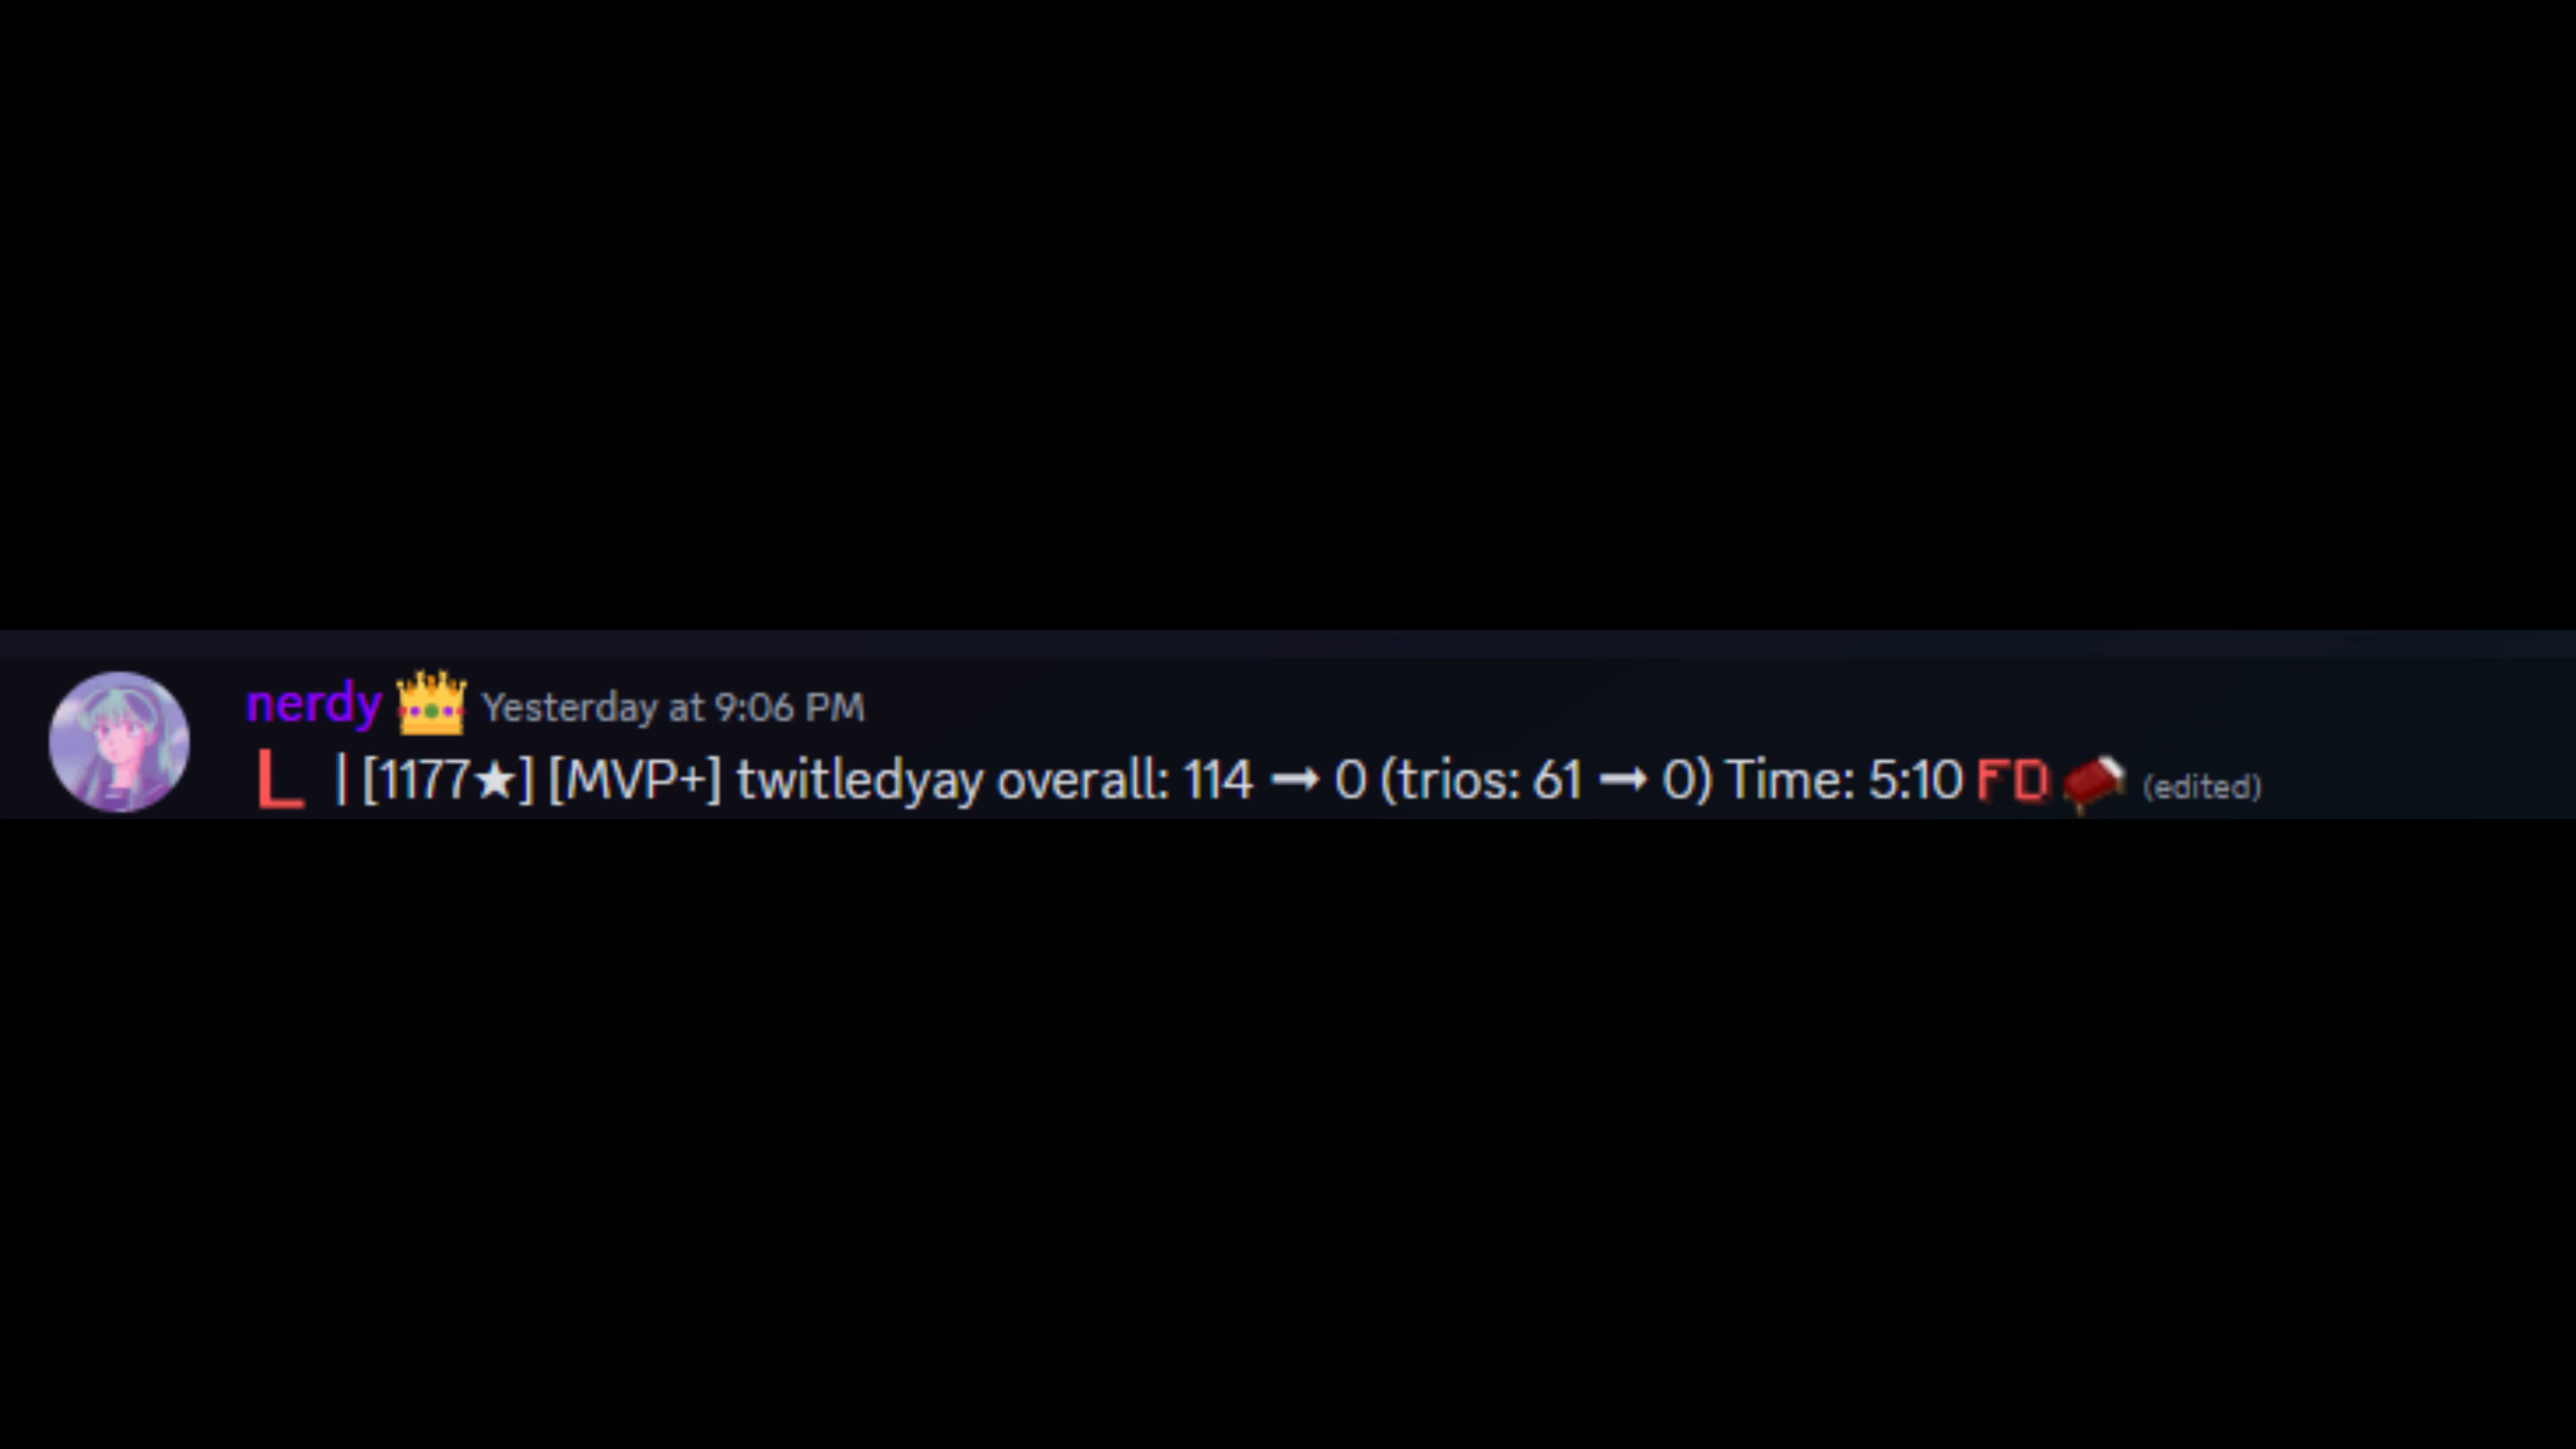 nerdy Yesterday at 9:06 PM
L | [1177★] [MVP+] twitledyay overall: 114 → 0 (trios: 61 → 0) Time: 5:10 FD (edited)